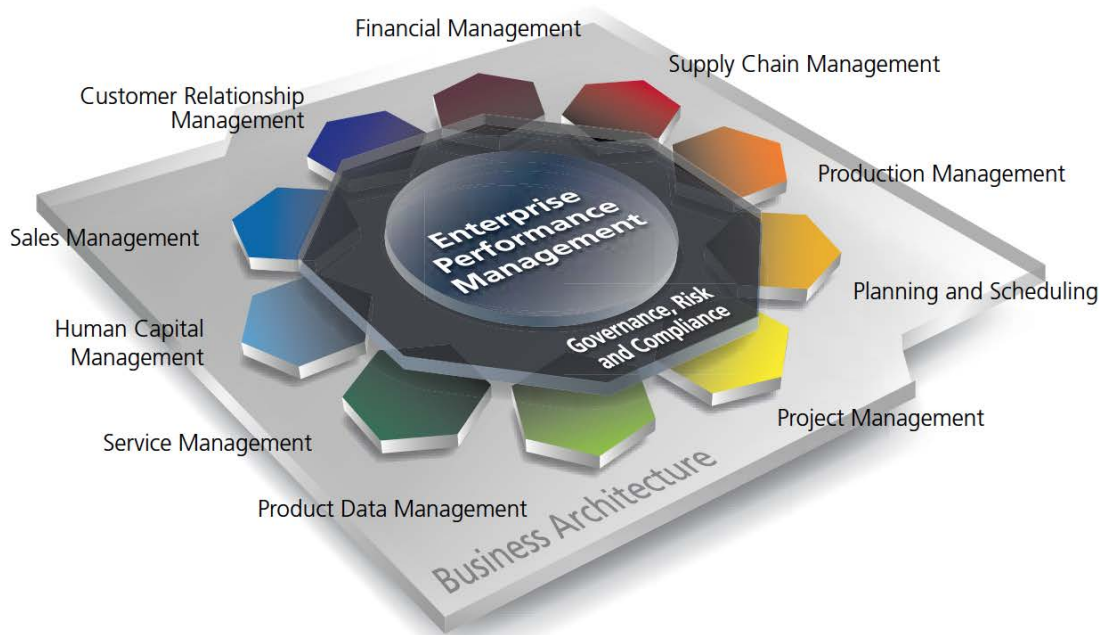 Financial Management
Supply Chain Management
Customer Relationship
Management
Production Management
Sales Management
Enterprise
Performance
Management
Planning and Scheduling
Governance, Risk
and Compliance
Human Capital
Management
Project Management
Service Management
Product Data Management
Business Architecture